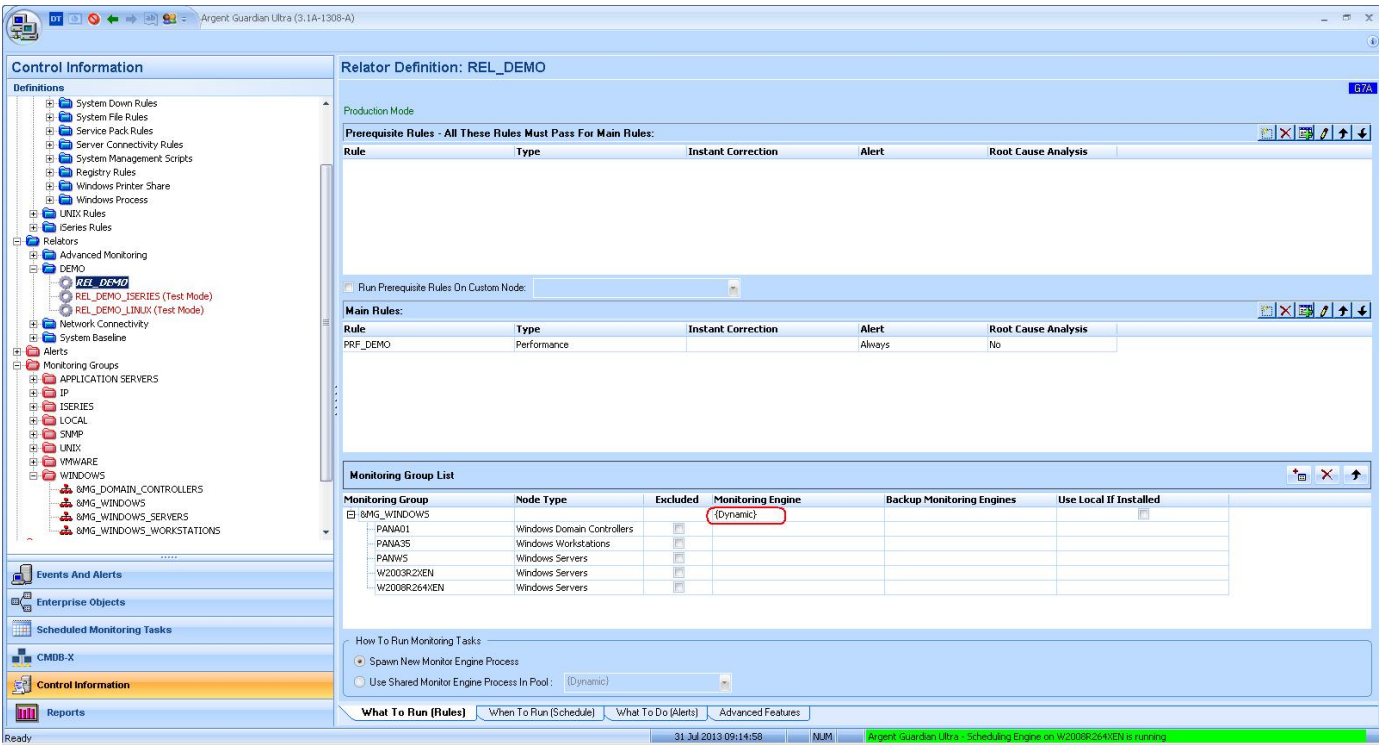 DT
Argent Guardian Ultra (3.1A-1308-A)
Control Information
Definitions
System Down Rules
System File Rules
Service Pack Rules
Server Connectivity Rules
System Management Scripts
Registry Rules
Windows Printer Share
Windows Process
UNIX Rules
iSeries Rules
Relators
Advanced Monitoring
DEMO
REL_DEMO
REL_DEMO_ISERIES (Test Mode)
REL_DEMO_LINUX (Test Mode)
Network Connectivity
System Baseline
Alerts
Monitoring Groups
APPLICATION SERVERS
IP
ISERIES
LOCAL
SNMP
UNIX
VMWARE
WINDOWS
&MG_DOMAIN_CONTROLLERS
&MG_WINDOWS
&MG_WINDOWS_SERVERS
&MG_WINDOWS_WORKSTATIONS
Events And Alerts
Enterprise Objects
Scheduled Monitoring Tasks
CMDB-X
Control Information
Reports
Relator Definition: REL_DEMO
G7A
Production Mode
Prerequisite Rules - All These Rules Must Pass For Main Rules:
Rule Type Instant Correction Alert Root Cause Analysis
Run Prerequisite Rules On Custom Node:
Main Rules:
Rule Type Instant Correction Alert Root Cause Analysis
PRF_DEMO Performance Always No
Monitoring Group List
Monitoring Group Node Type Excluded Monitoring Engine Backup Monitoring Engines Use Local If Installed
&MG_WINDOWS {Dynamic}
PANA01 Windows Domain Controllers
PANA35 Windows Workstations
PANWS Windows Servers
W2003R2XEN Windows Servers
W2008R264XEN Windows Servers
How To Run Monitoring Tasks
Spawn New Monitor Engine Process
Use Shared Monitor Engine Process In Pool : {Dynamic}
What To Run (Rules) When To Run (Schedule) What To Do (Alerts) Advanced Features
Ready 31 Jul 2013 09:14:58 NUM Argent Guardian Ultra - Scheduling Engine on W2008R264XEN is running